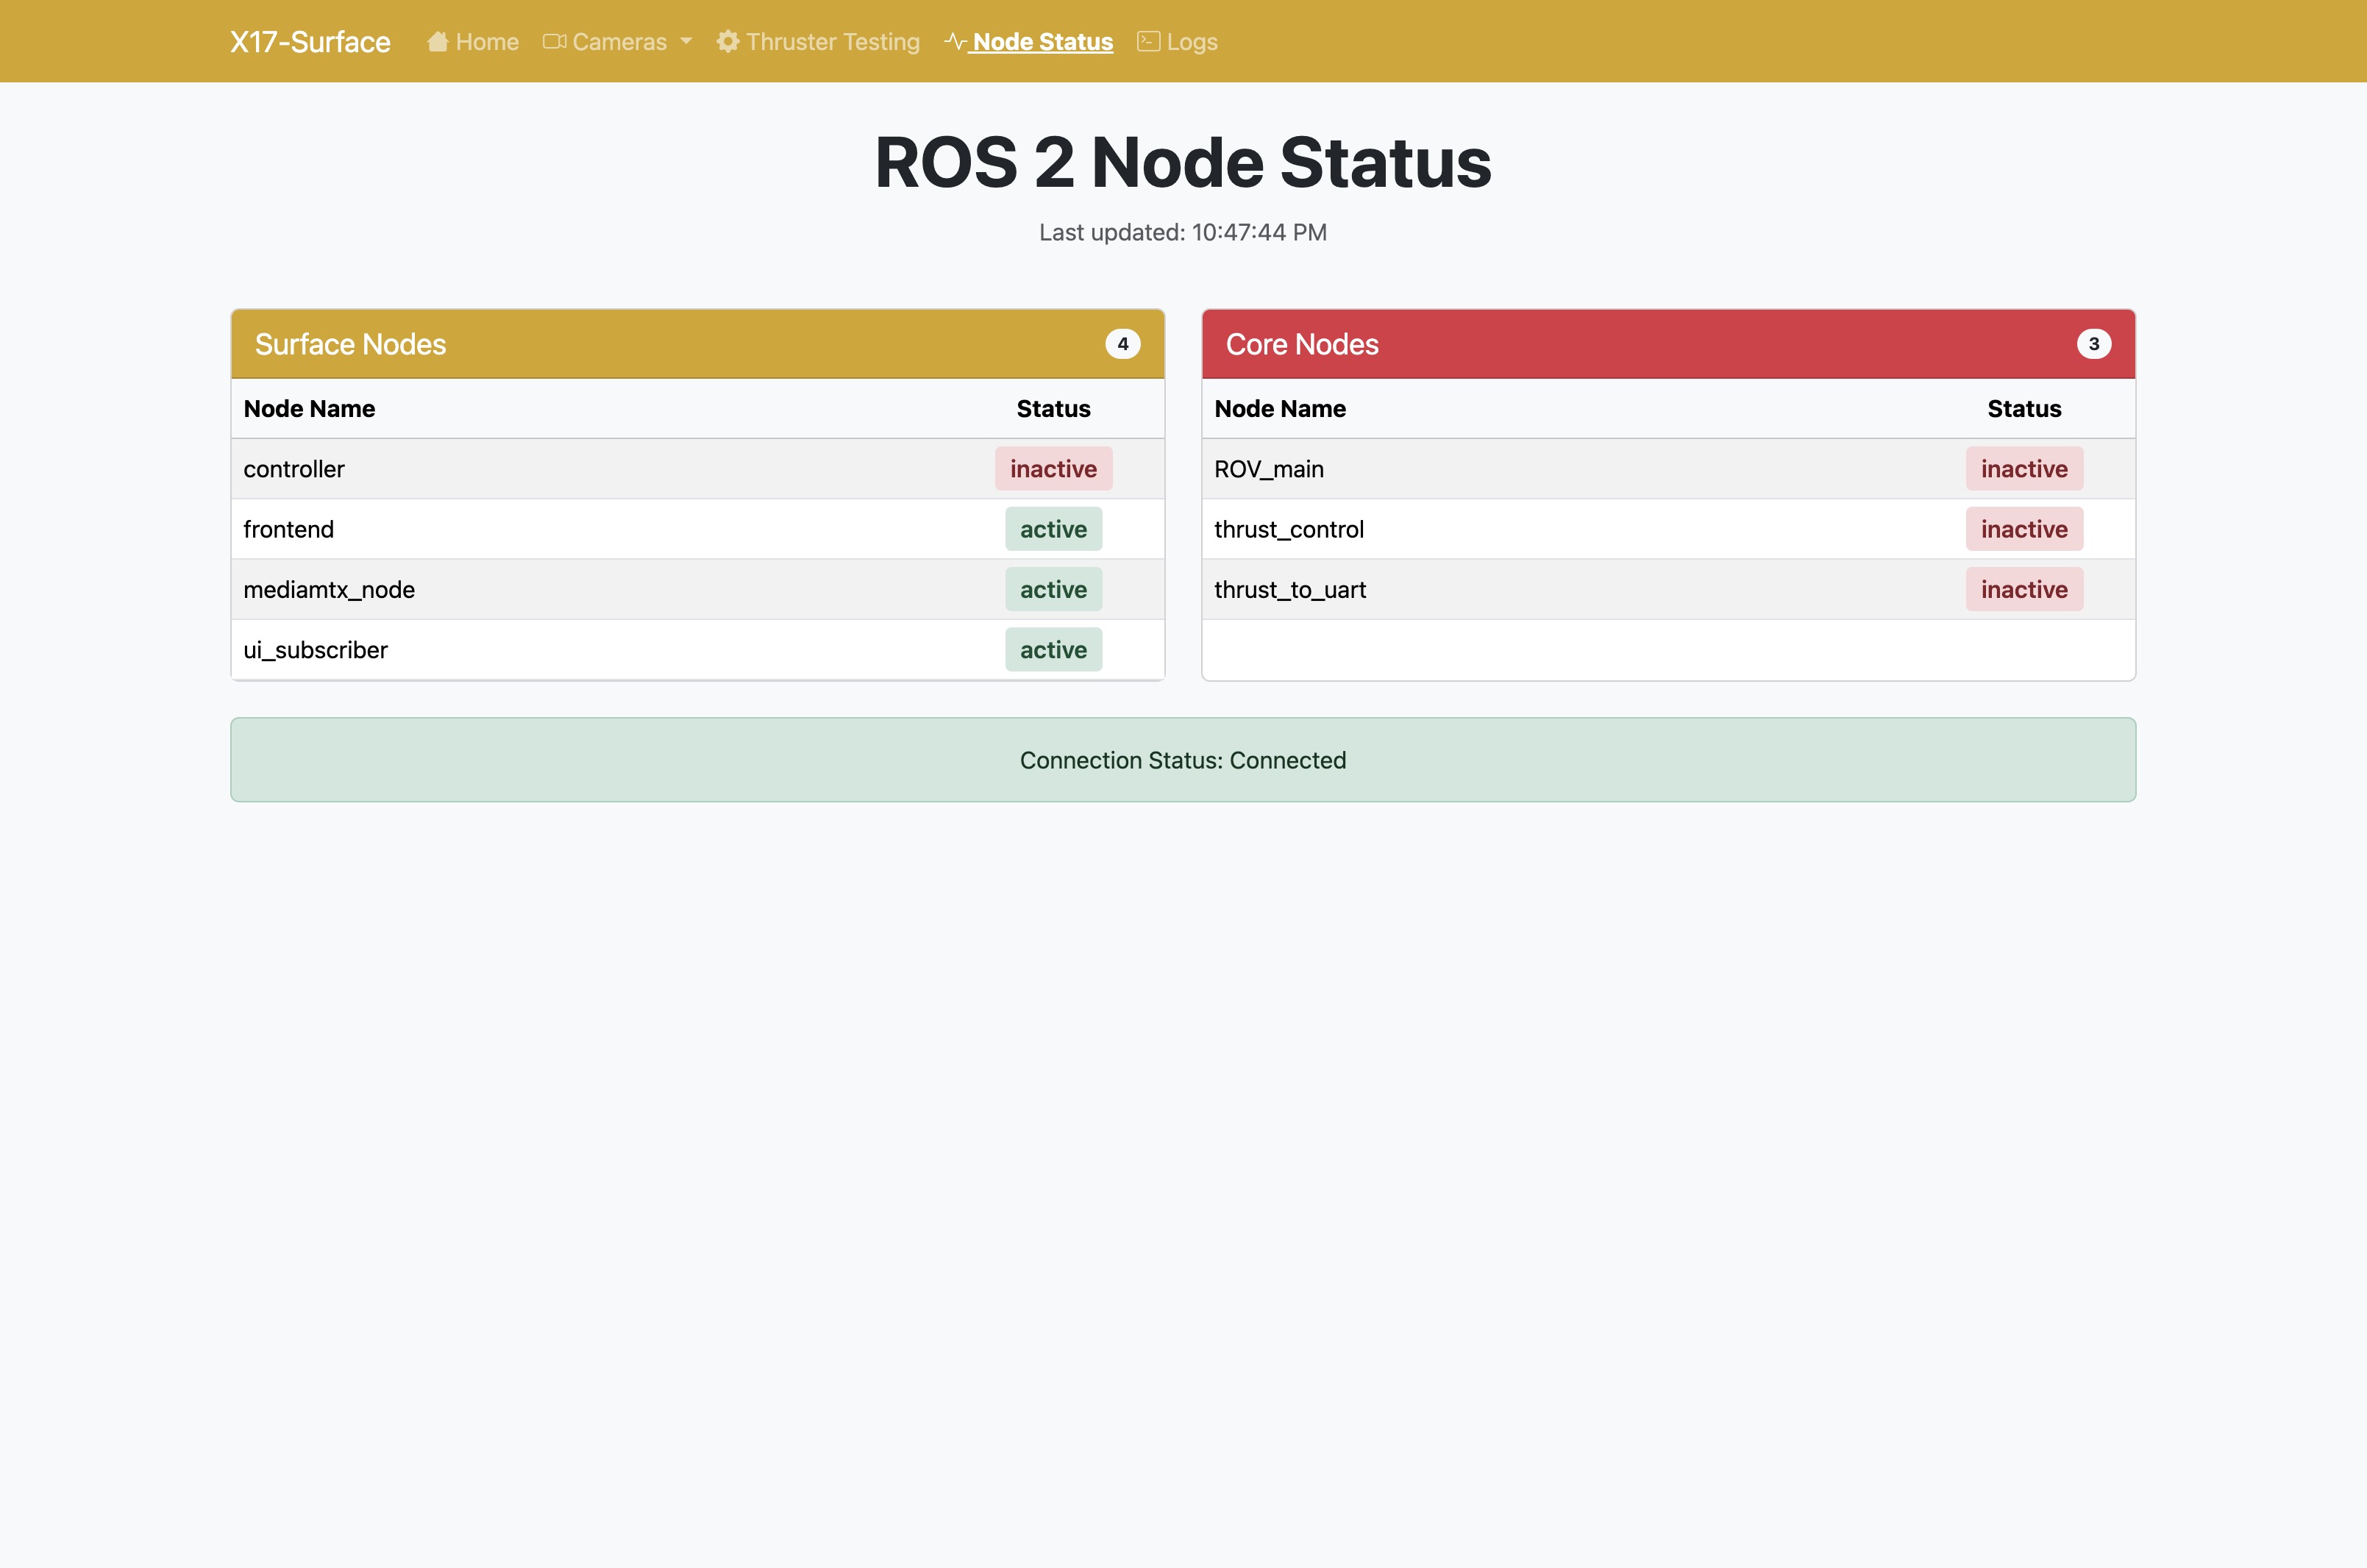 X17-Surface Home Cameras Thruster Testing Node Status Logs
ROS 2 Node Status
Last updated: 10:47:44 PM
Surface Nodes 4
Node Name Status
controller inactive
frontend active
mediamtx_node active
ui_subscriber active
Core Nodes 3
Node Name Status
ROV_main inactive
thrust_control inactive
thrust_to_uart inactive
Connection Status: Connected